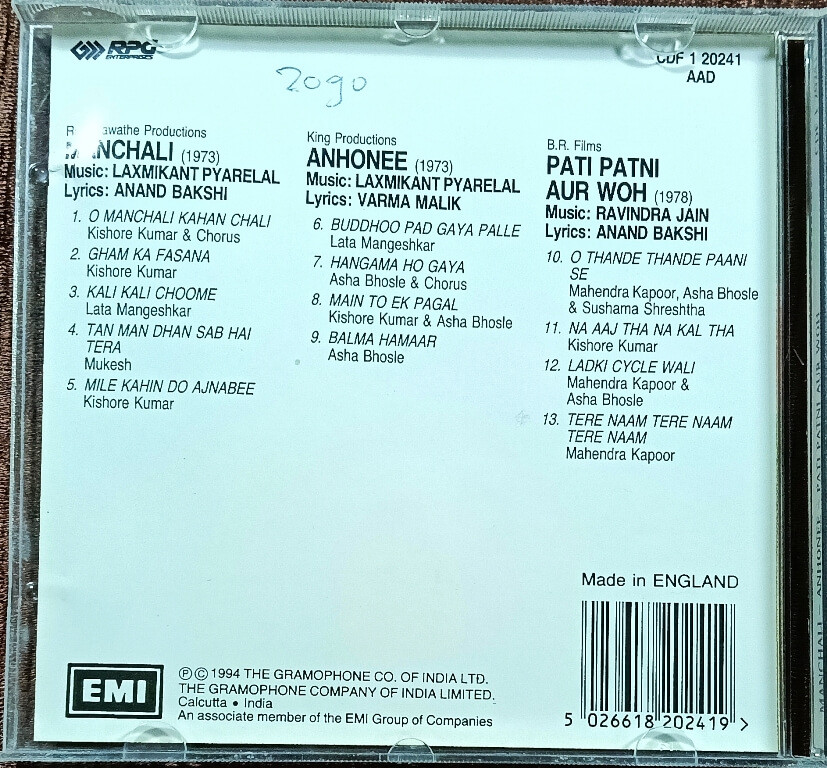 RPG
ENTERPRISES
CDF 1 20241
AAD
2090
Productions
MANCHALI (1973)
Music: LAXMIKANT PYARELAL
Lyrics: ANAND BAKSHI
1. O MANCHALI KAHAN CHALI
Kishore Kumar & Chorus
2. GHAM KA FASANA
Kishore Kumar
3. KALI KALI CHOOME
Lata Mangeshkar
4. TAN MAN DHAN SAB HAI
TERA
Mukesh
5. MILE KAHIN DO AJNABEE
Kishore Kumar
King Productions
ANHONEE (1973)
Music: LAXMIKANT PYARELAL
Lyrics: VARMA MALIK
6. BUDDHOO PAD GAYA PALLE
Lata Mangeshkar
7. HANGAMA HO GAYA
Asha Bhosle & Chorus
8. MAIN TO EK PAGAL
Kishore Kumar & Asha Bhosle
9. BALMA HAMAAR
Asha Bhosle
B.R. Films
PATI PATNI
AUR WOH (1978)
Music: RAVINDRA JAIN
Lyrics: ANAND BAKSHI
10. O THANDE THANDE PAANI
SE
Mahendra Kapoor, Asha Bhosle
& Sushama Shreshtha
11. NA AAJ THA NA KAL THA
Kishore Kumar
12. LADKI CYCLE WALI
Mahendra Kapoor &
Asha Bhosle
13. TERE NAAM TERE NAAM
TERE NAAM
Mahendra Kapoor
Made in ENGLAND
5 026618 202419 >
EMI
℗ © 1994 THE GRAMOPHONE CO. OF INDIA LTD.
THE GRAMOPHONE COMPANY OF INDIA LIMITED.
Calcutta • India
An associate member of the EMI Group of Companies
MANCHALI ANHONEE PATI PATNI AUR WOH